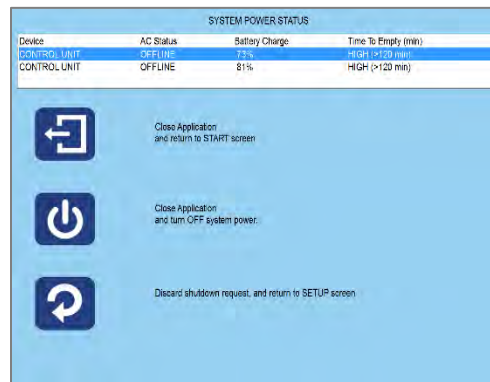 SYSTEM POWER STATUS
Device AC Status Battery Charge Time To Empty (min)
CONTROL UNIT OFFLINE 73% HIGH (>120 min)
CONTROL UNIT OFFLINE 81% HIGH (>120 min)
Close Application
and return to START screen
Close Application
and turn OFF system power.
Discard shutdown request, and return to SETUP screen